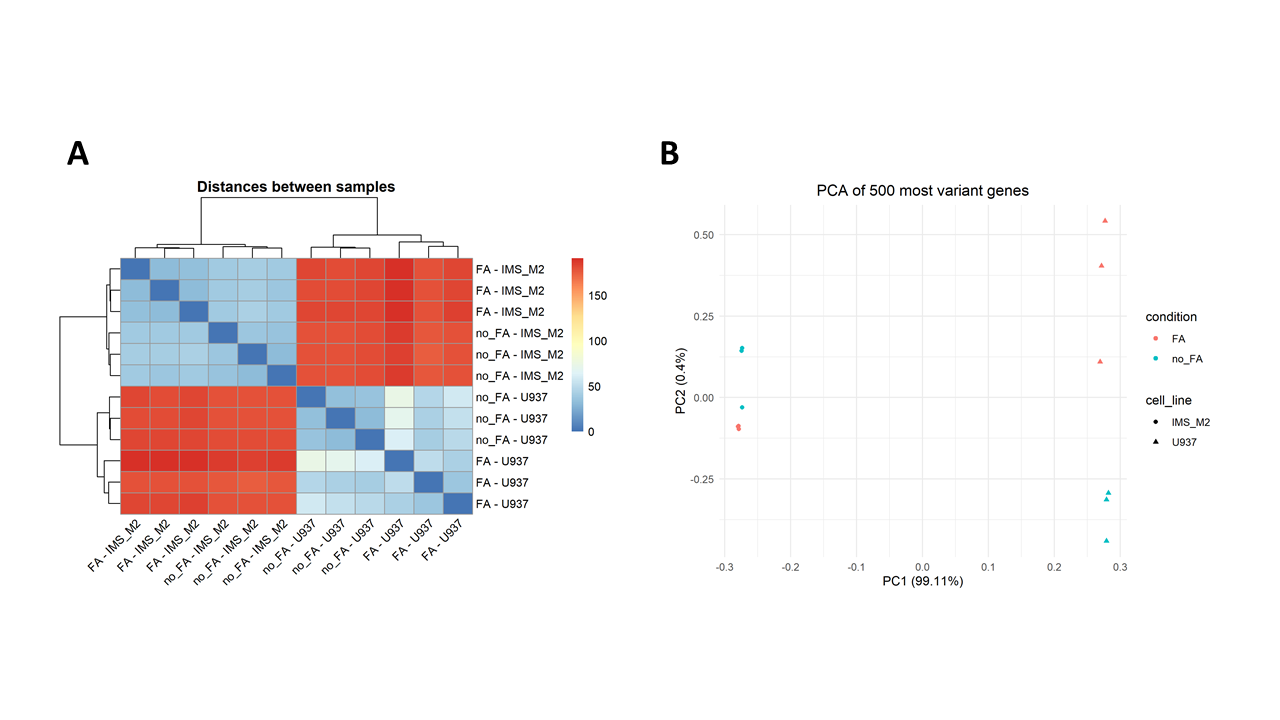 A
B
Distances between samples
FA - IMS_M2
FA - IMS_M2
FA - IMS_M2
no_FA - IMS_M2
no_FA - IMS_M2
no_FA - IMS_M2
no_FA - U937
no_FA - U937
no_FA - U937
FA - U937
FA - U937
FA - U937
150
100
50
0
FA - IMS_M2
FA - IMS_M2
FA - IMS_M2
no_FA - IMS_M2
no_FA - IMS_M2
no_FA - IMS_M2
no_FA - U937
no_FA - U937
no_FA - U937
FA - U937
FA - U937
FA - U937
PCA of 500 most variant genes
PC2 (0.4%)
0.50
0.25
0.00
-0.25
-0.3
-0.2
-0.1
0.0
0.1
0.2
0.3
PC1 (99.11%)
condition
FA
no_FA
cell_line
IMS_M2
U937